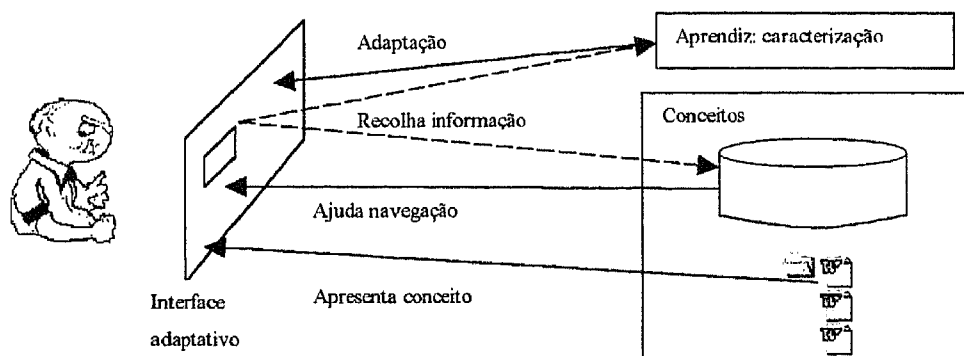 Adaptação
Aprendiz: caracterização
Recolha informação
Conceitos
Ajuda navegação
Apresenta conceito
Interface
adaptativo